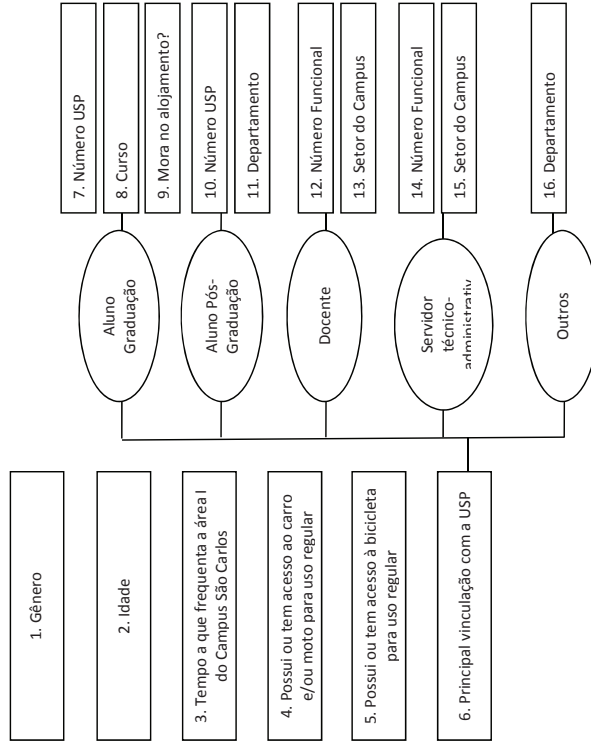 1. Gênero
2. Idade
3. Tempo a que frequenta a área I
do Campus São Carlos
4. Possui ou tem acesso ao carro
e/ou moto para uso regular
5. Possui ou tem acesso à bicicleta
para uso regular
6. Principal vinculação com a USP
Aluno
Graduação
7. Número USP
8. Curso
9. Mora no alojamento?
Aluno Pós-
Graduação
10. Número USP
11. Departamento
Docente
12. Número Funcional
13. Setor do Campus
Servidor
técnico-
administrativ
14. Número Funcional
15. Setor do Campus
Outros
16. Departamento